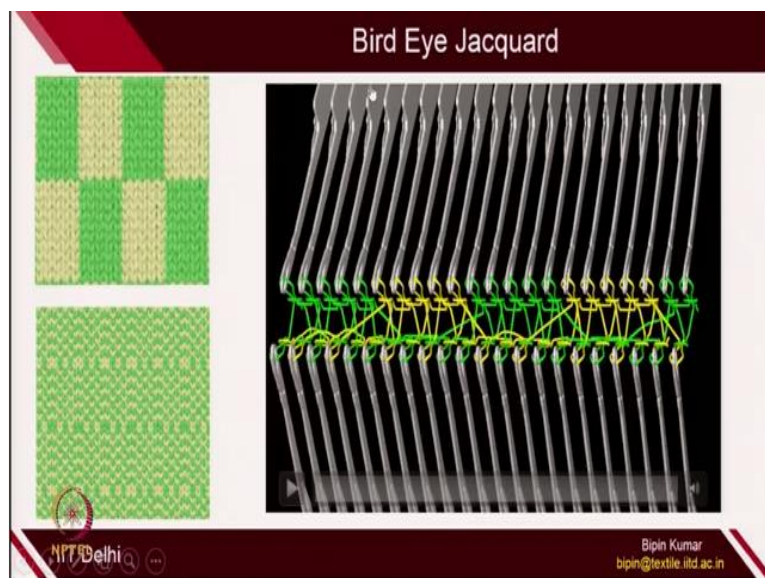 Bird Eye Jacquard
NPTEL
IIT Delhi
Bipin Kumar
bipin@textile.iitd.ac.in